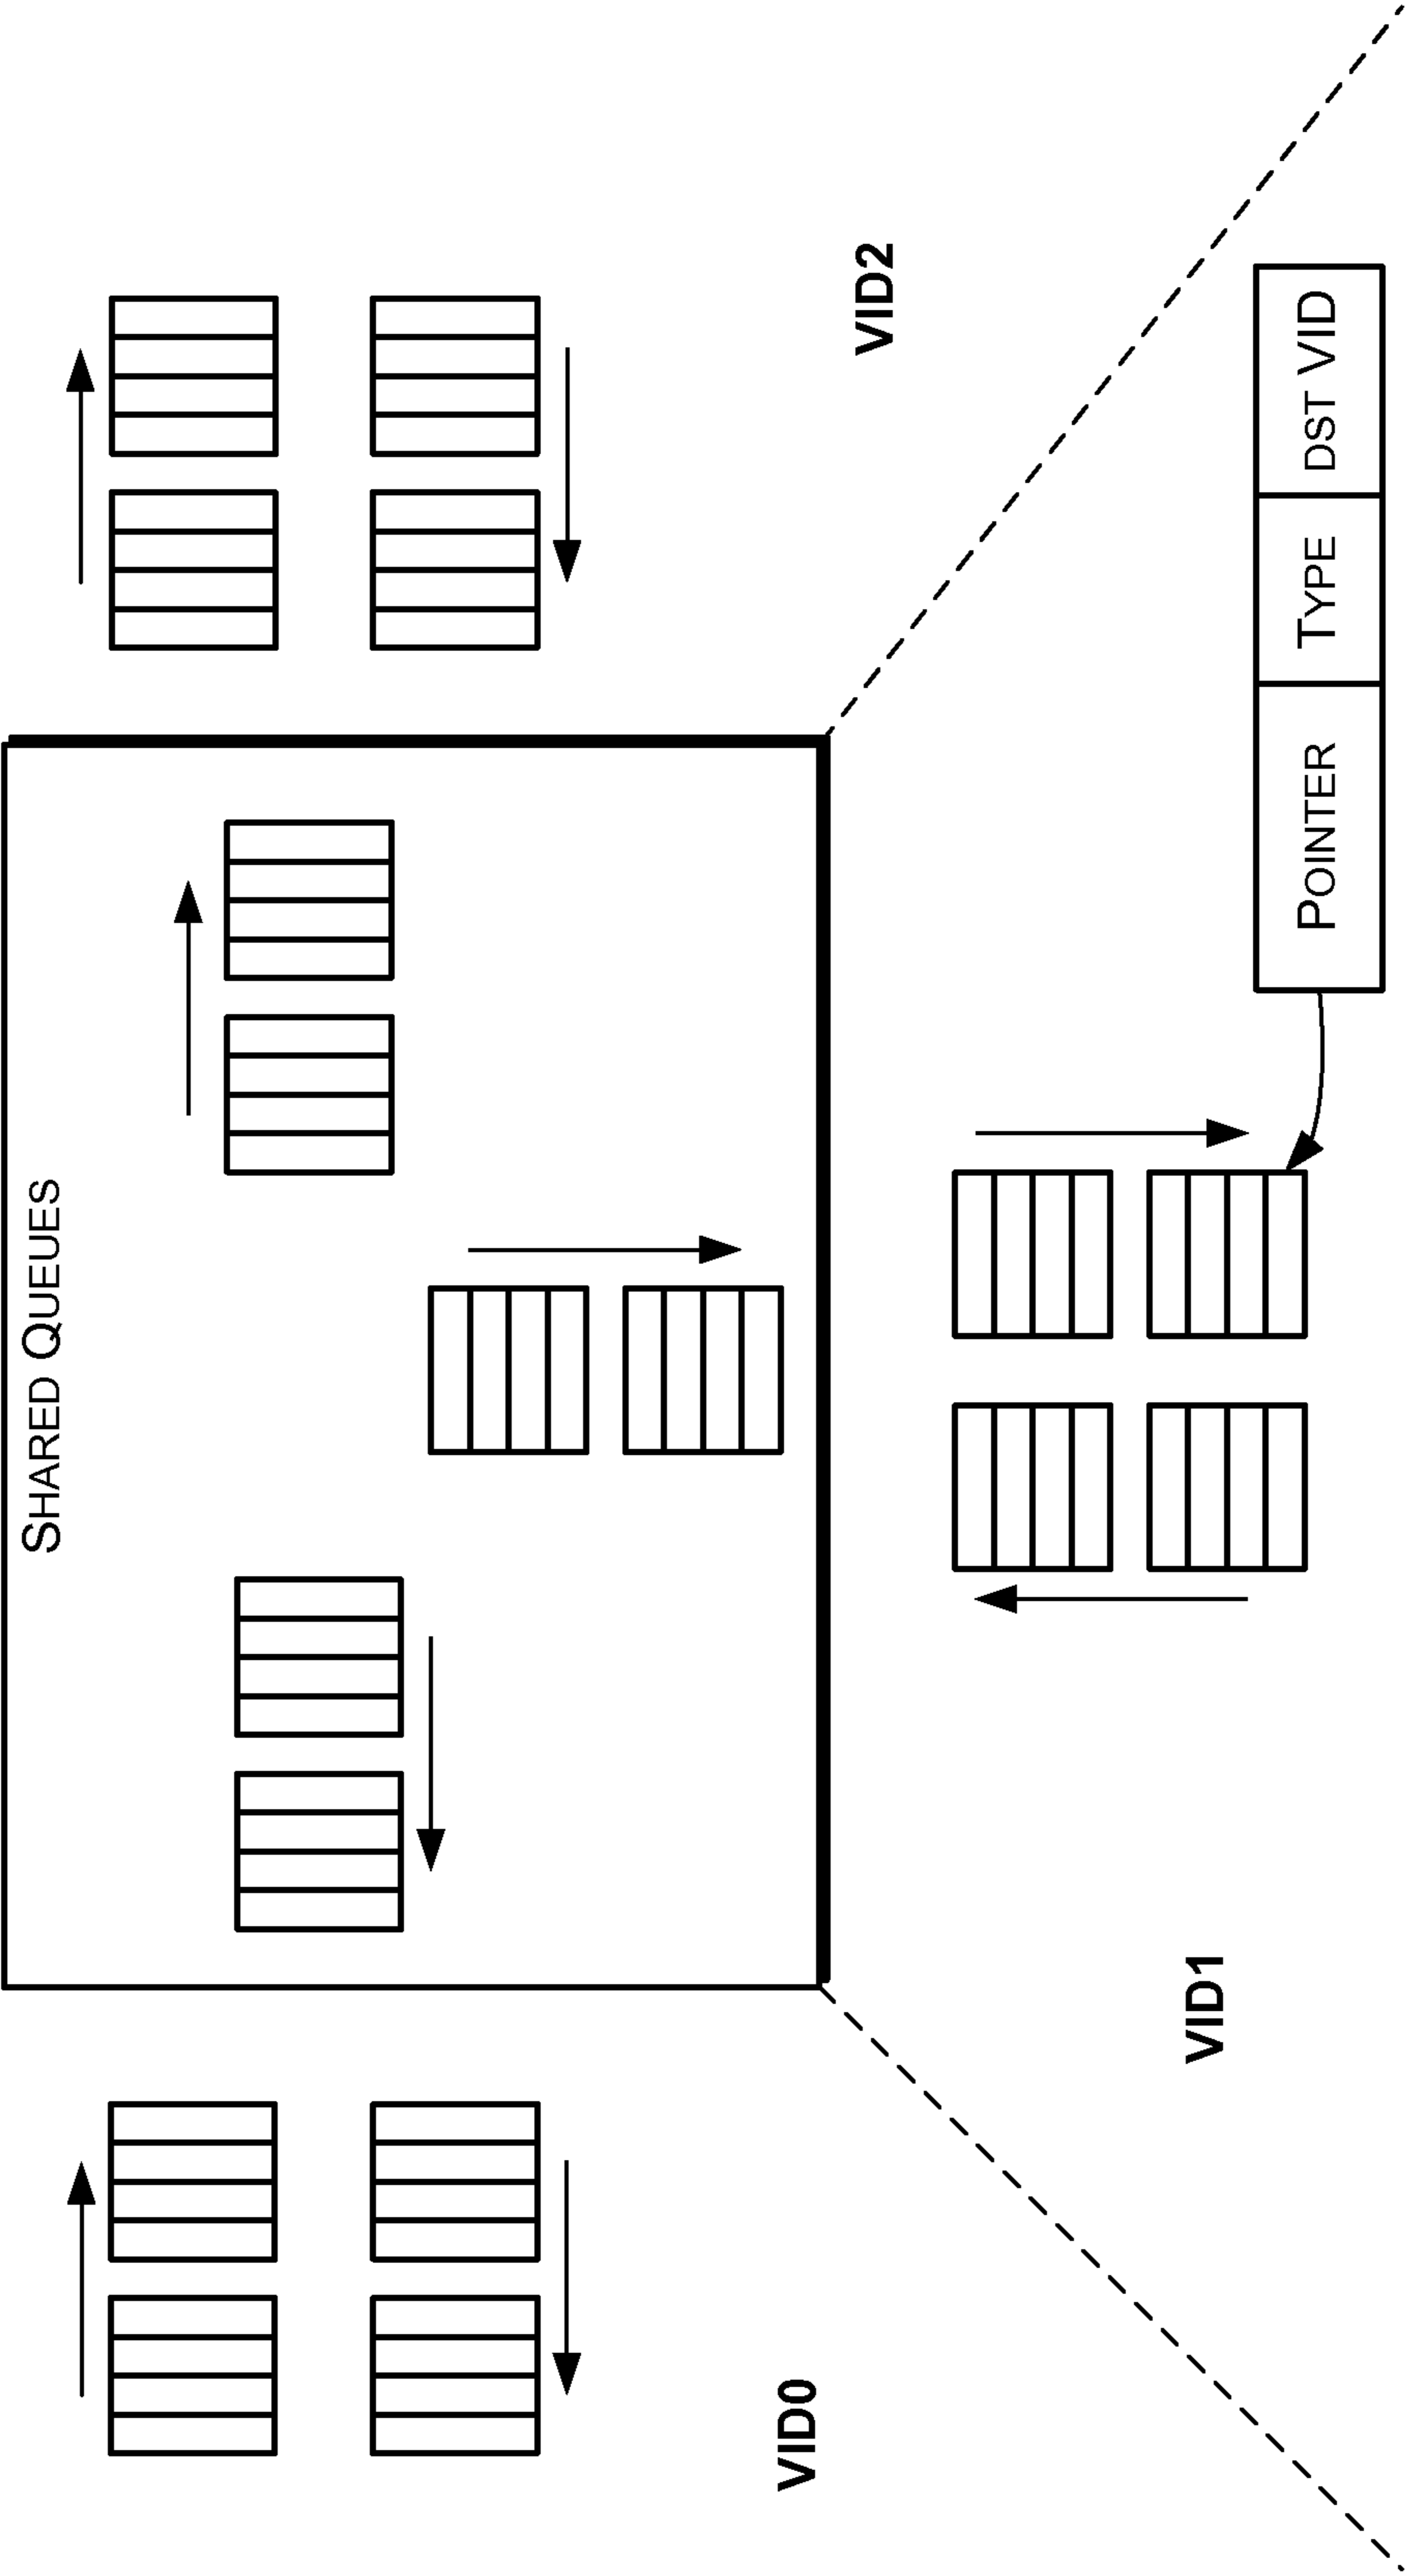 SHARED QUEUES
VID0
VID1
VID2
POINTER
TYPE
DST VID